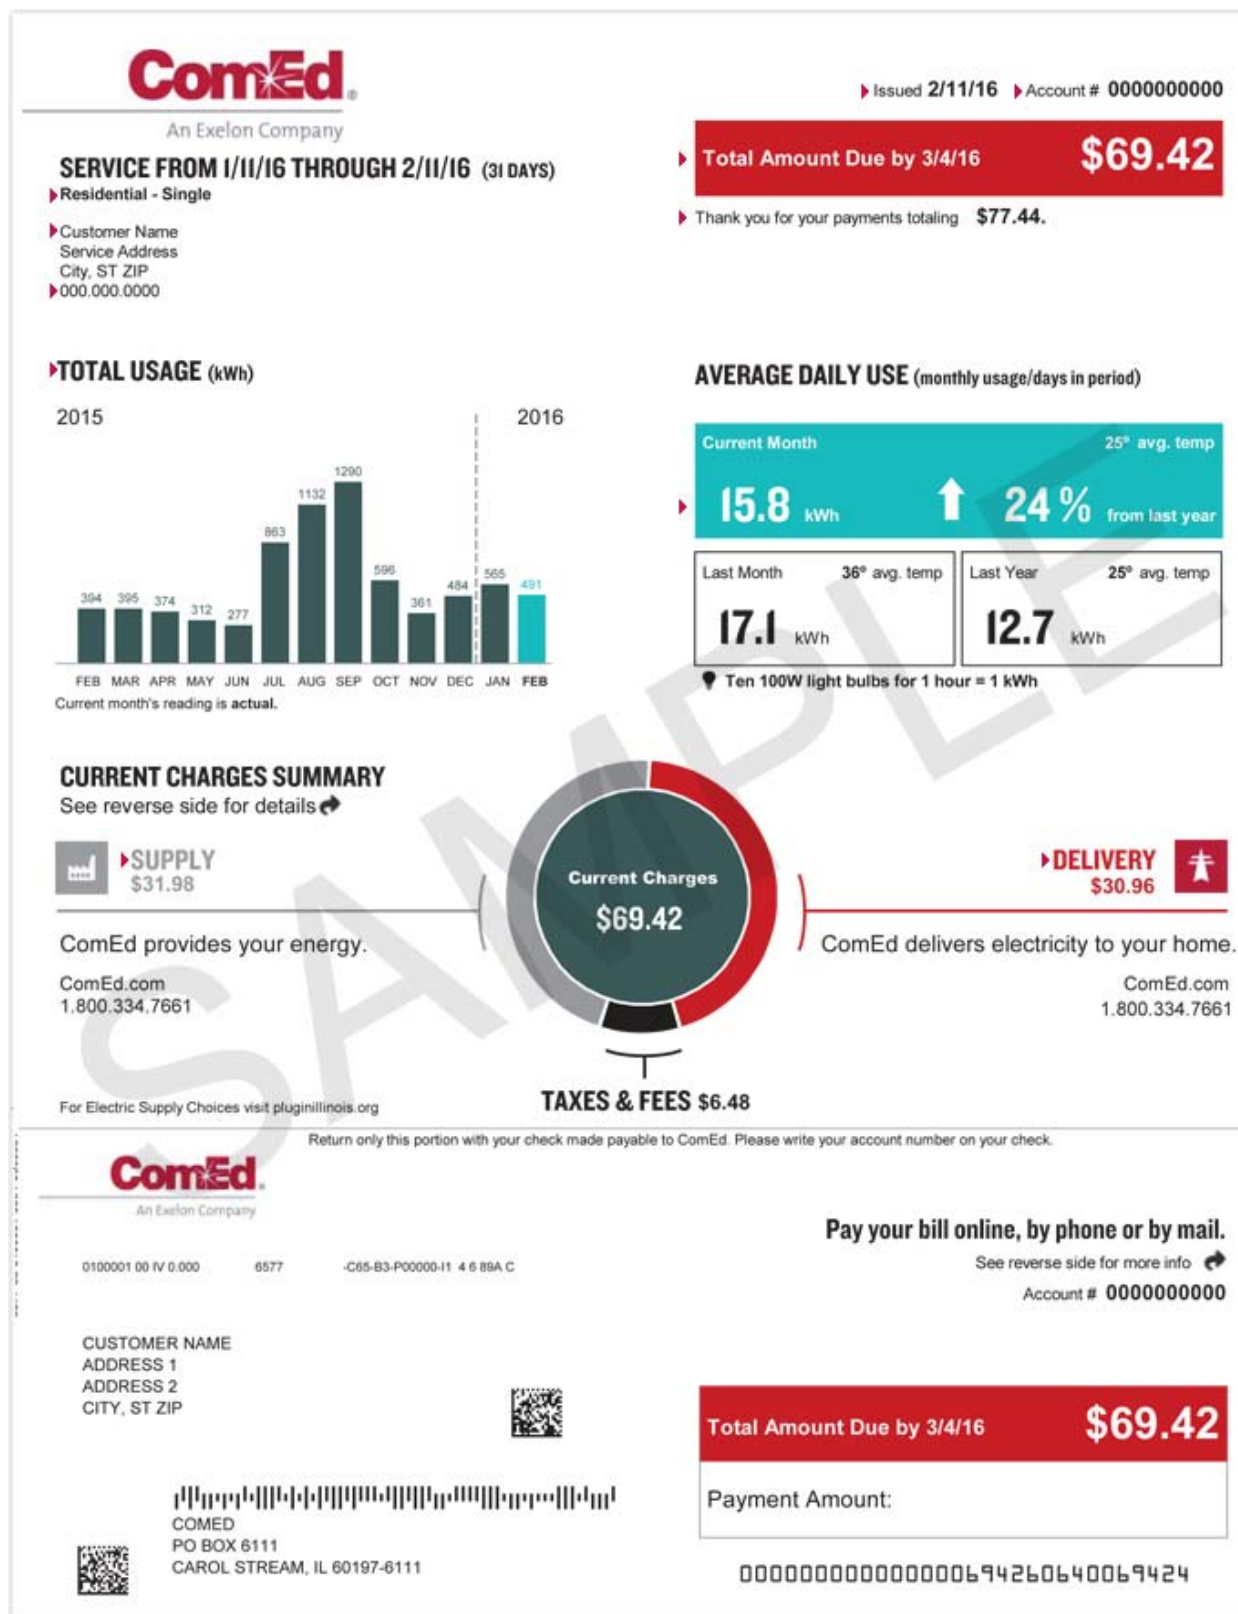 ComEd®
An Exelon Company
Issued 2/11/16 Account # 0000000000
SERVICE FROM 1/11/16 THROUGH 2/11/16 (31 DAYS)
Residential - Single
Customer Name
Service Address
City, ST ZIP
000.000.0000
Total Amount Due by 3/4/16 $69.42
Thank you for your payments totaling $77.44.
TOTAL USAGE (kWh)
2015 2016
394 395 374 312 277 863 1132 1290 596 361 484 565 491
FEB MAR APR MAY JUN JUL AUG SEP OCT NOV DEC JAN FEB
Current month's reading is actual.
AVERAGE DAILY USE (monthly usage/days in period)
Current Month 25º avg. temp
15.8 kWh 24% from last year
Last Month 36º avg. temp
17.1 kWh
Last Year 25º avg. temp
12.7 kWh
Ten 100W light bulbs for 1 hour = 1 kWh
SAMPLE
CURRENT CHARGES SUMMARY
See reverse side for details
SUPPLY
$31.98
ComEd provides your energy.
ComEd.com
1.800.334.7661
Current Charges
$69.42
DELIVERY
$30.96
ComEd delivers electricity to your home.
ComEd.com
1.800.334.7661
TAXES & FEES $6.48
For Electric Supply Choices visit pluginillinois.org
Return only this portion with your check made payable to ComEd. Please write your account number on your check.
ComEd.
An Exelon Company
Pay your bill online, by phone or by mail.
See reverse side for more info
Account # 0000000000
0100001 00 IV 0.000 6577 -C65-B3-P00000-I1 4 6 89A C
CUSTOMER NAME
ADDRESS 1
ADDRESS 2
CITY, ST ZIP
Total Amount Due by 3/4/16 $69.42
Payment Amount:
COMED
PO BOX 6111
CAROL STREAM, IL 60197-6111
000000000000000694260640069424